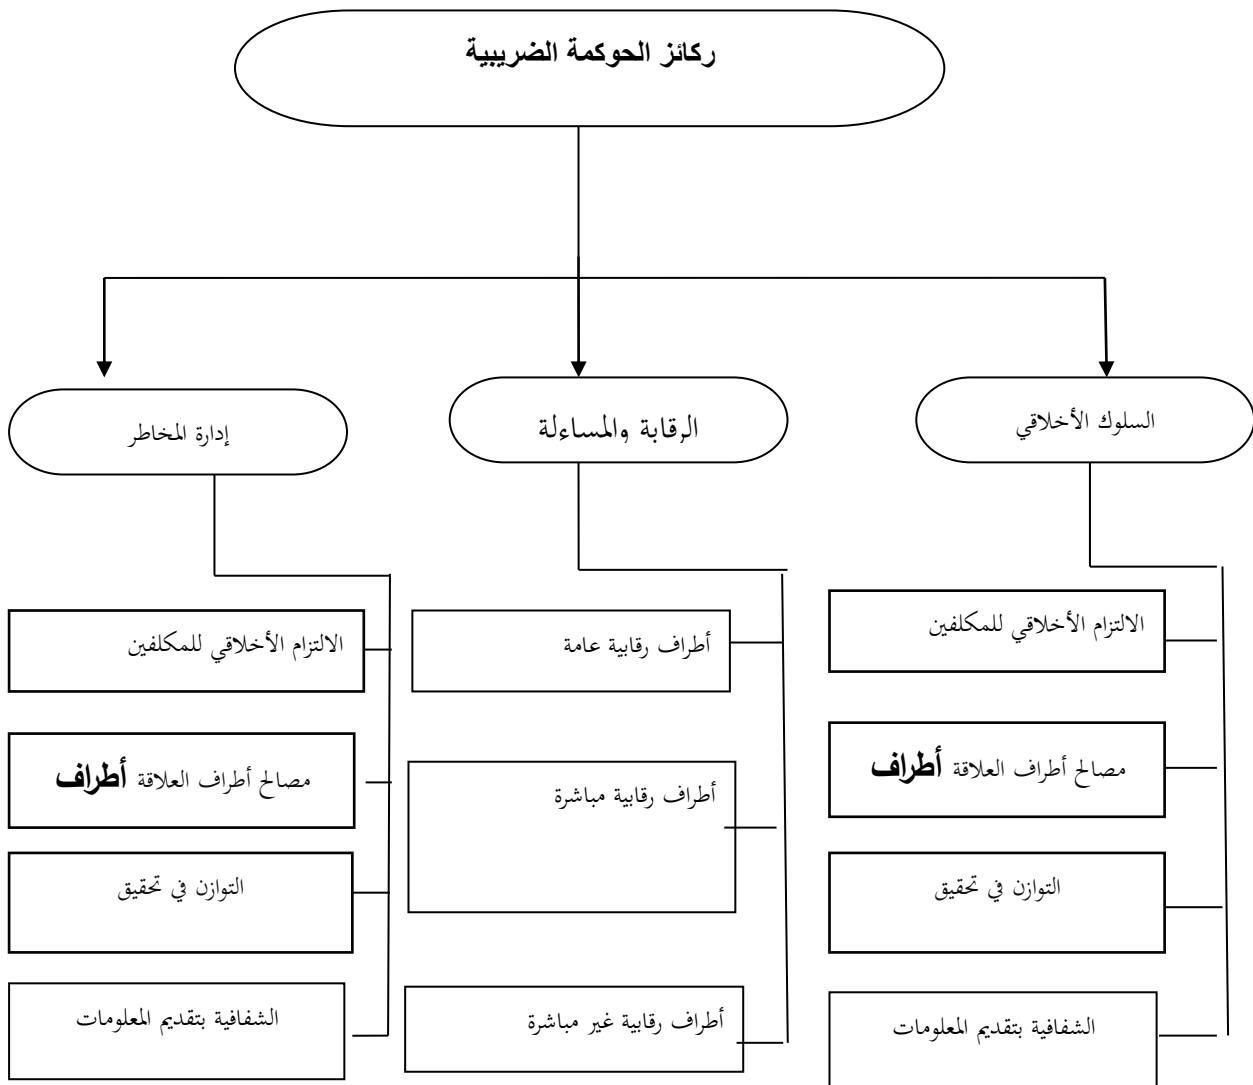 ركائز الحوكمة الضريبية
السلوك الأخلاقي
الرقابة والمساءلة
إدارة المخاطر
الالتزام الأخلاقي للمكلفين
أطراف رقابية عامة
الالتزام الأخلاقي للمكلفين
مصالح أطراف العلاقة أطراف
أطراف رقابية مباشرة
مصالح أطراف العلاقة أطراف
التوازن في تحقيق
التوازن في تحقيق
الشفافية بتقديم المعلومات
أطراف رقابية غير مباشرة
الشفافية بتقديم المعلومات